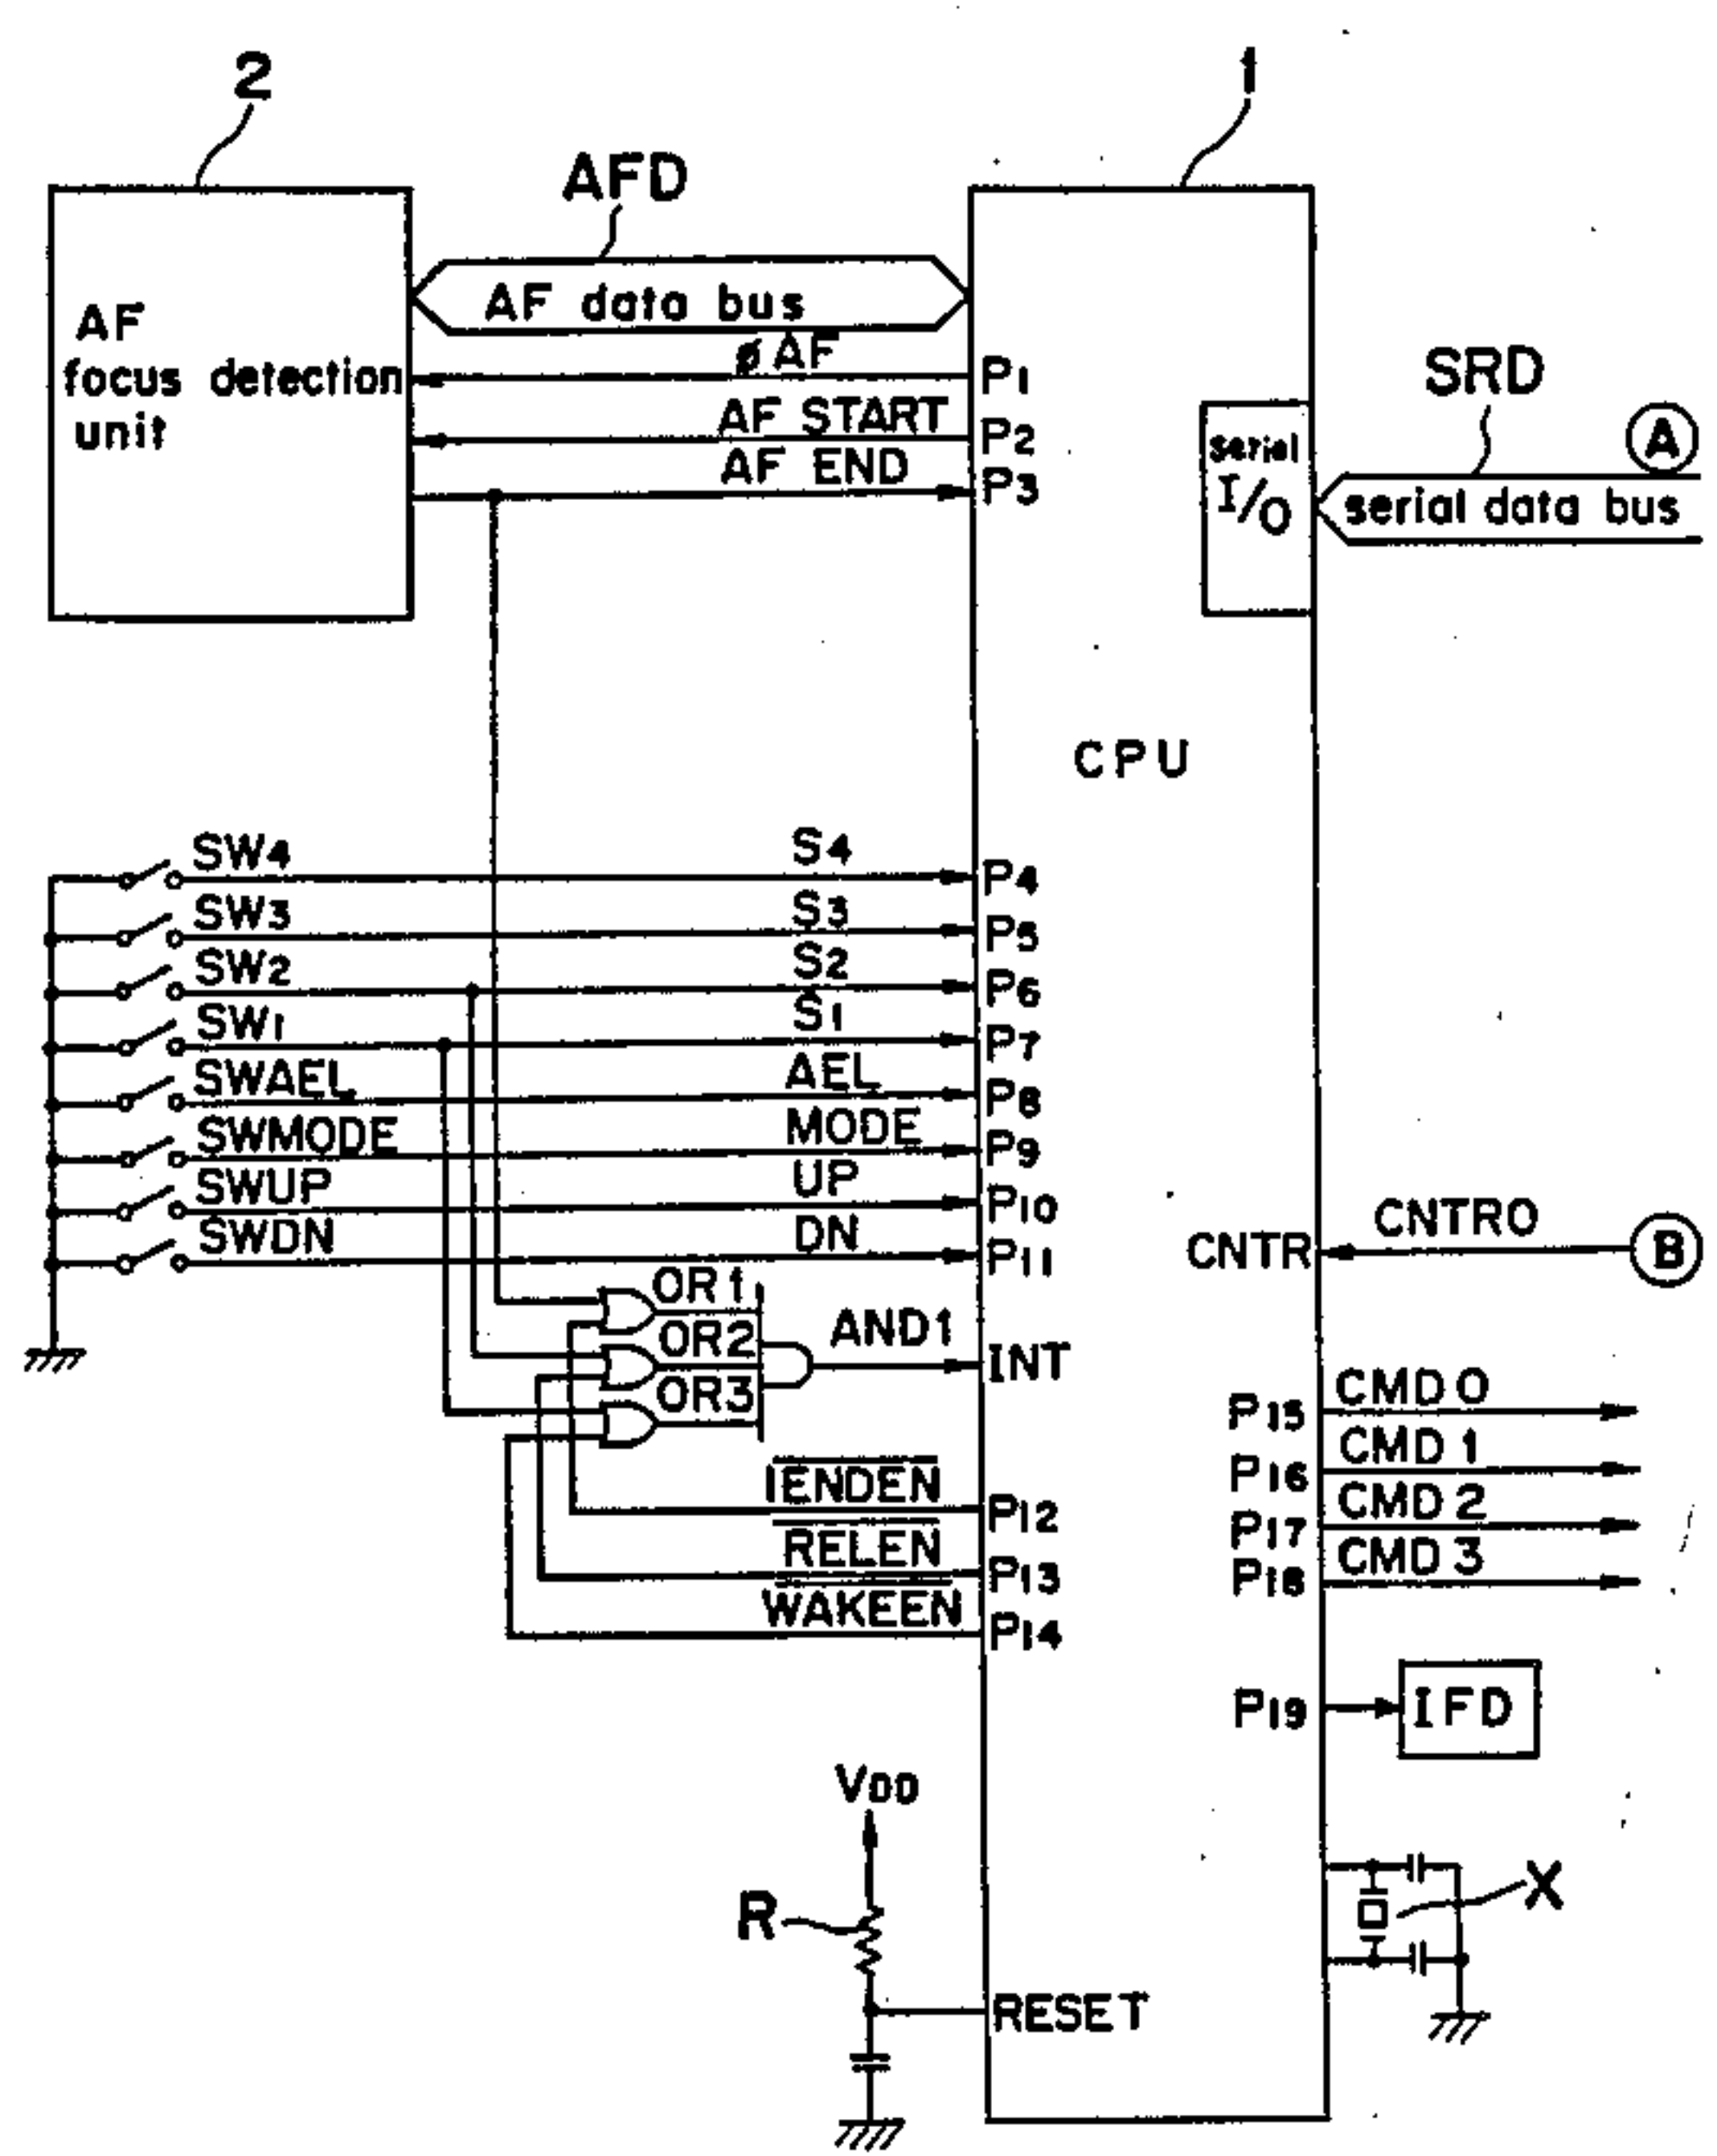 2
1
AFD
AF data bus
AF
focus detection
unit
øAF
P1
AF START
P2
AF END
P3
SRD
A
serial
I/O
serial data bus
CPU
SW4
S4
P4
SW3
S3
P5
SW2
S2
P6
SW1
S1
P7
SWAEL
AEL
P8
SWMODE
MODE
P9
SWUP
UP
P10
SWDN
DN
P11
CNTR
CNTR0
B
OR1
OR2
OR3
AND1
INT
P15
CMD 0
P16
CMD 1
P17
CMD 2
P18
CMD 3
IENDEN
P12
RELEN
P13
WAKEEN
P14
P19
IFD
VDD
R
X
RESET